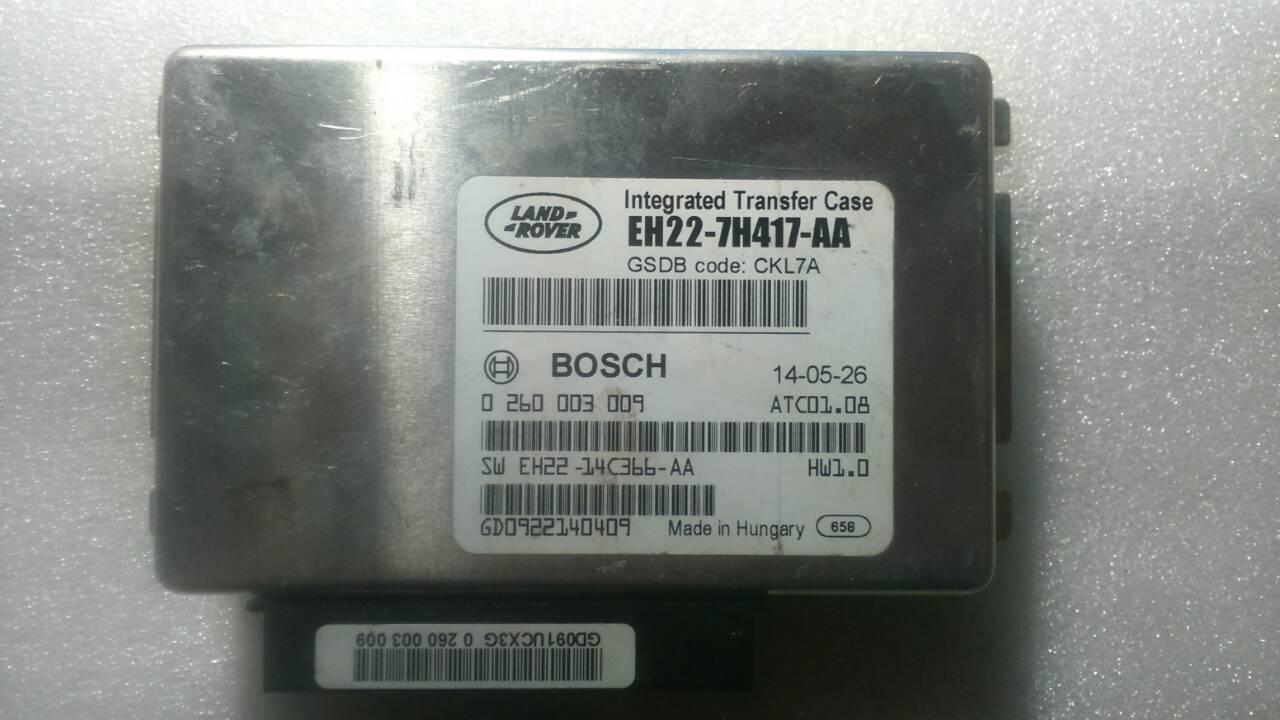 LAND
ROVER
Integrated Transfer Case
EH22-7H417-AA
GSDB code: CKL7A
BOSCH
14-05-26
0 260 003 009
ATC01.08
SW EH22-14C366-AA
HW1.0
GD0922140409
Made in Hungary
658
GD091UCX3G 0 260 003 009